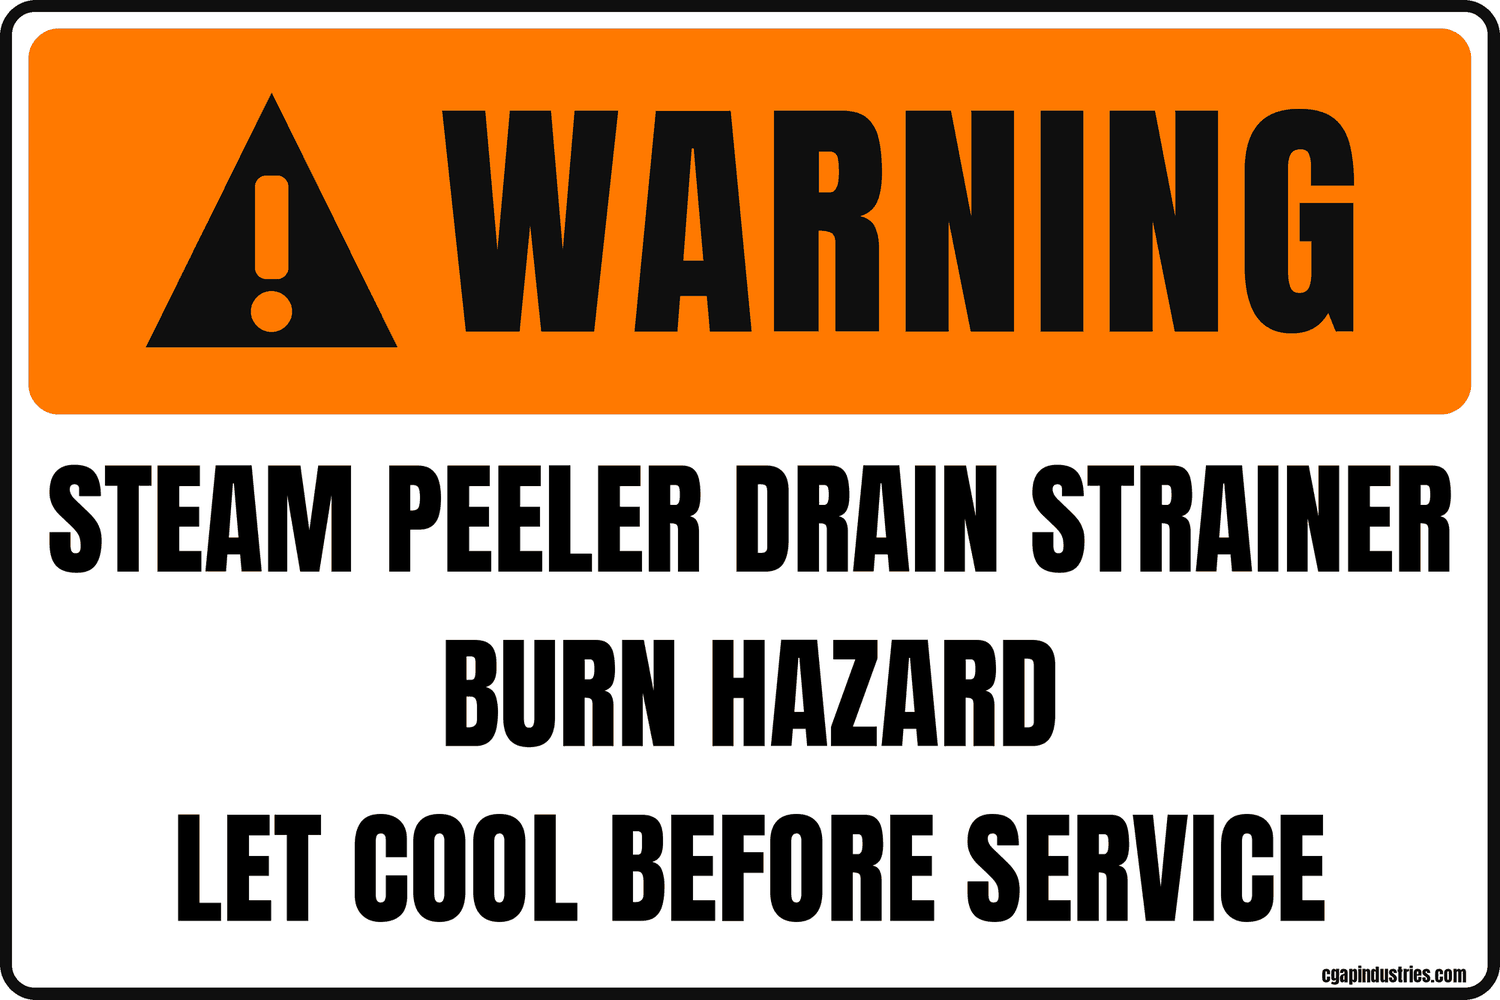 WARNING
STEAM PEELER DRAIN STRAINER
BURN HAZARD
LET COOL BEFORE SERVICE
cgapindustries.com